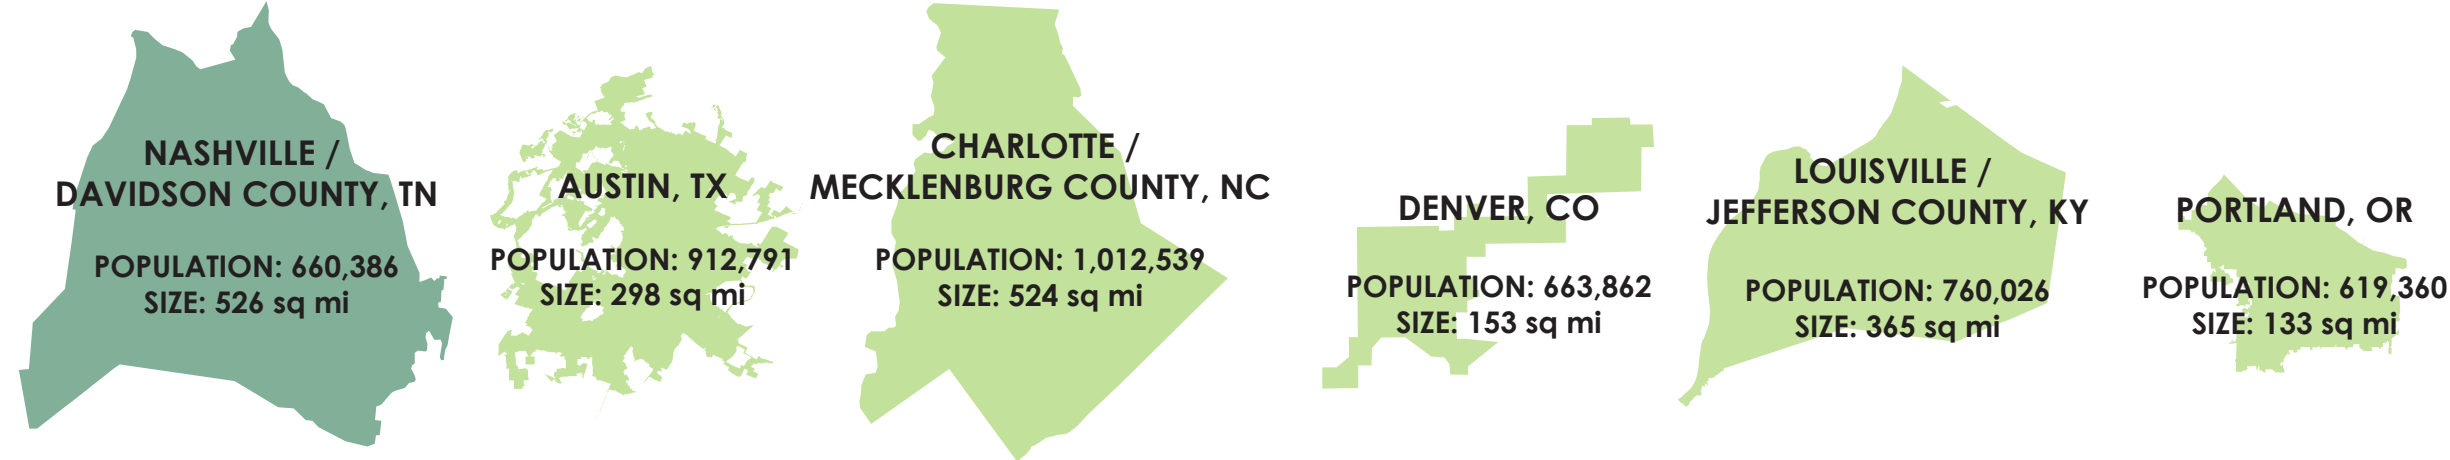 NASHVILLE /
DAVIDSON COUNTY, TN
POPULATION: 660,386
SIZE: 526 sq mi
AUSTIN, TX
POPULATION: 912,791
SIZE: 298 sq mi
CHARLOTTE /
MECKLENBURG COUNTY, NC
POPULATION: 1,012,539
SIZE: 524 sq mi
DENVER, CO
POPULATION: 663,862
SIZE: 153 sq mi
LOUISVILLE /
JEFFERSON COUNTY, KY
POPULATION: 760,026
SIZE: 365 sq mi
PORTLAND, OR
POPULATION: 619,360
SIZE: 133 sq mi